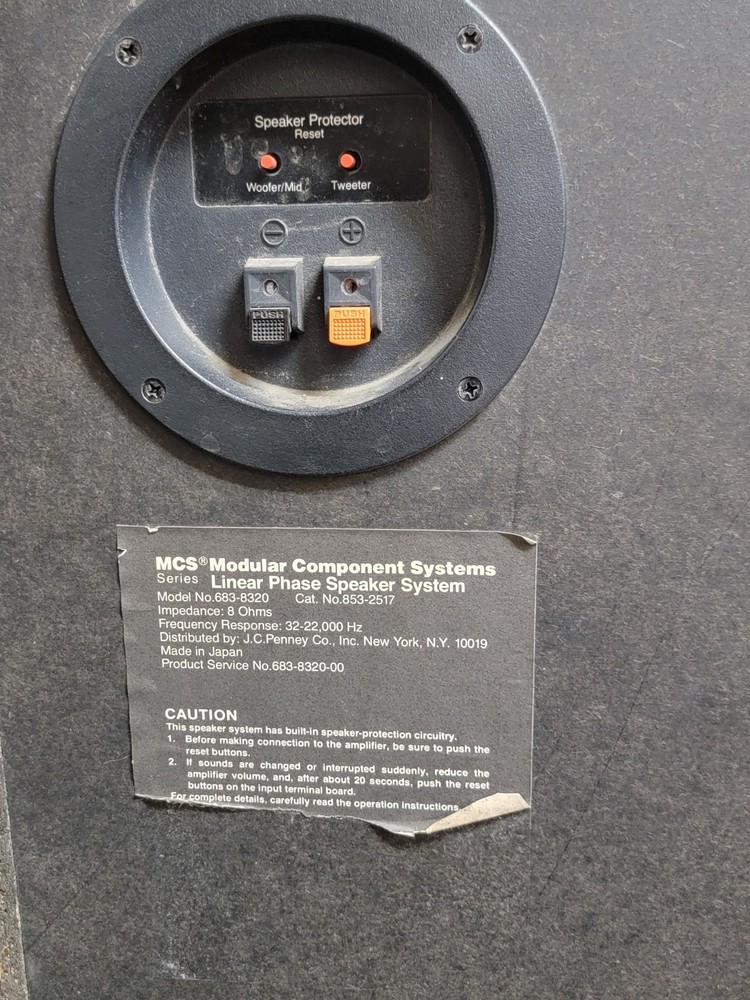 Speaker Protector
Reset
Woofer/Mid Tweeter
− +
PUSH PUSH
MCS® Modular Component Systems
Series Linear Phase Speaker System
Model No.683-8320 Cat. No.853-2517
Impedance: 8 Ohms
Frequency Response: 32-22,000 Hz
Distributed by: J.C.Penney Co., Inc. New York, N.Y. 10019
Made in Japan
Product Service No.683-8320-00
CAUTION
This speaker system has built-in speaker-protection circuitry.
1. Before making connection to the amplifier, be sure to push the
reset buttons.
2. If sounds are changed or interrupted suddenly, reduce the
amplifier volume, and, after about 20 seconds, push the reset
buttons on the input terminal board.
For complete details, carefully read the operation instructions.